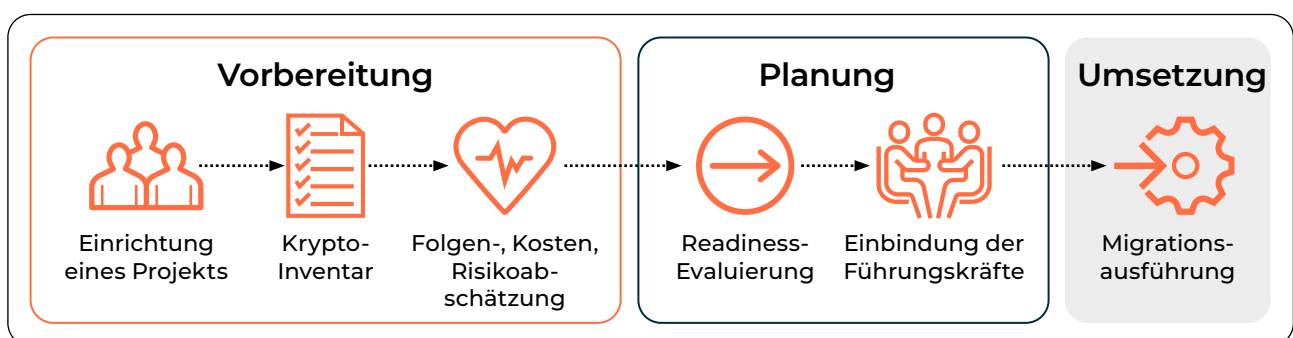 Vorbereitung
Einrichtung
eines Projekts
Krypto-
Inventar
Folgen-, Kosten,
Risikoab-
schätzung
Planung
Readiness-
Evaluierung
Einbindung der
Führungskräfte
Umsetzung
Migrations-
ausführung